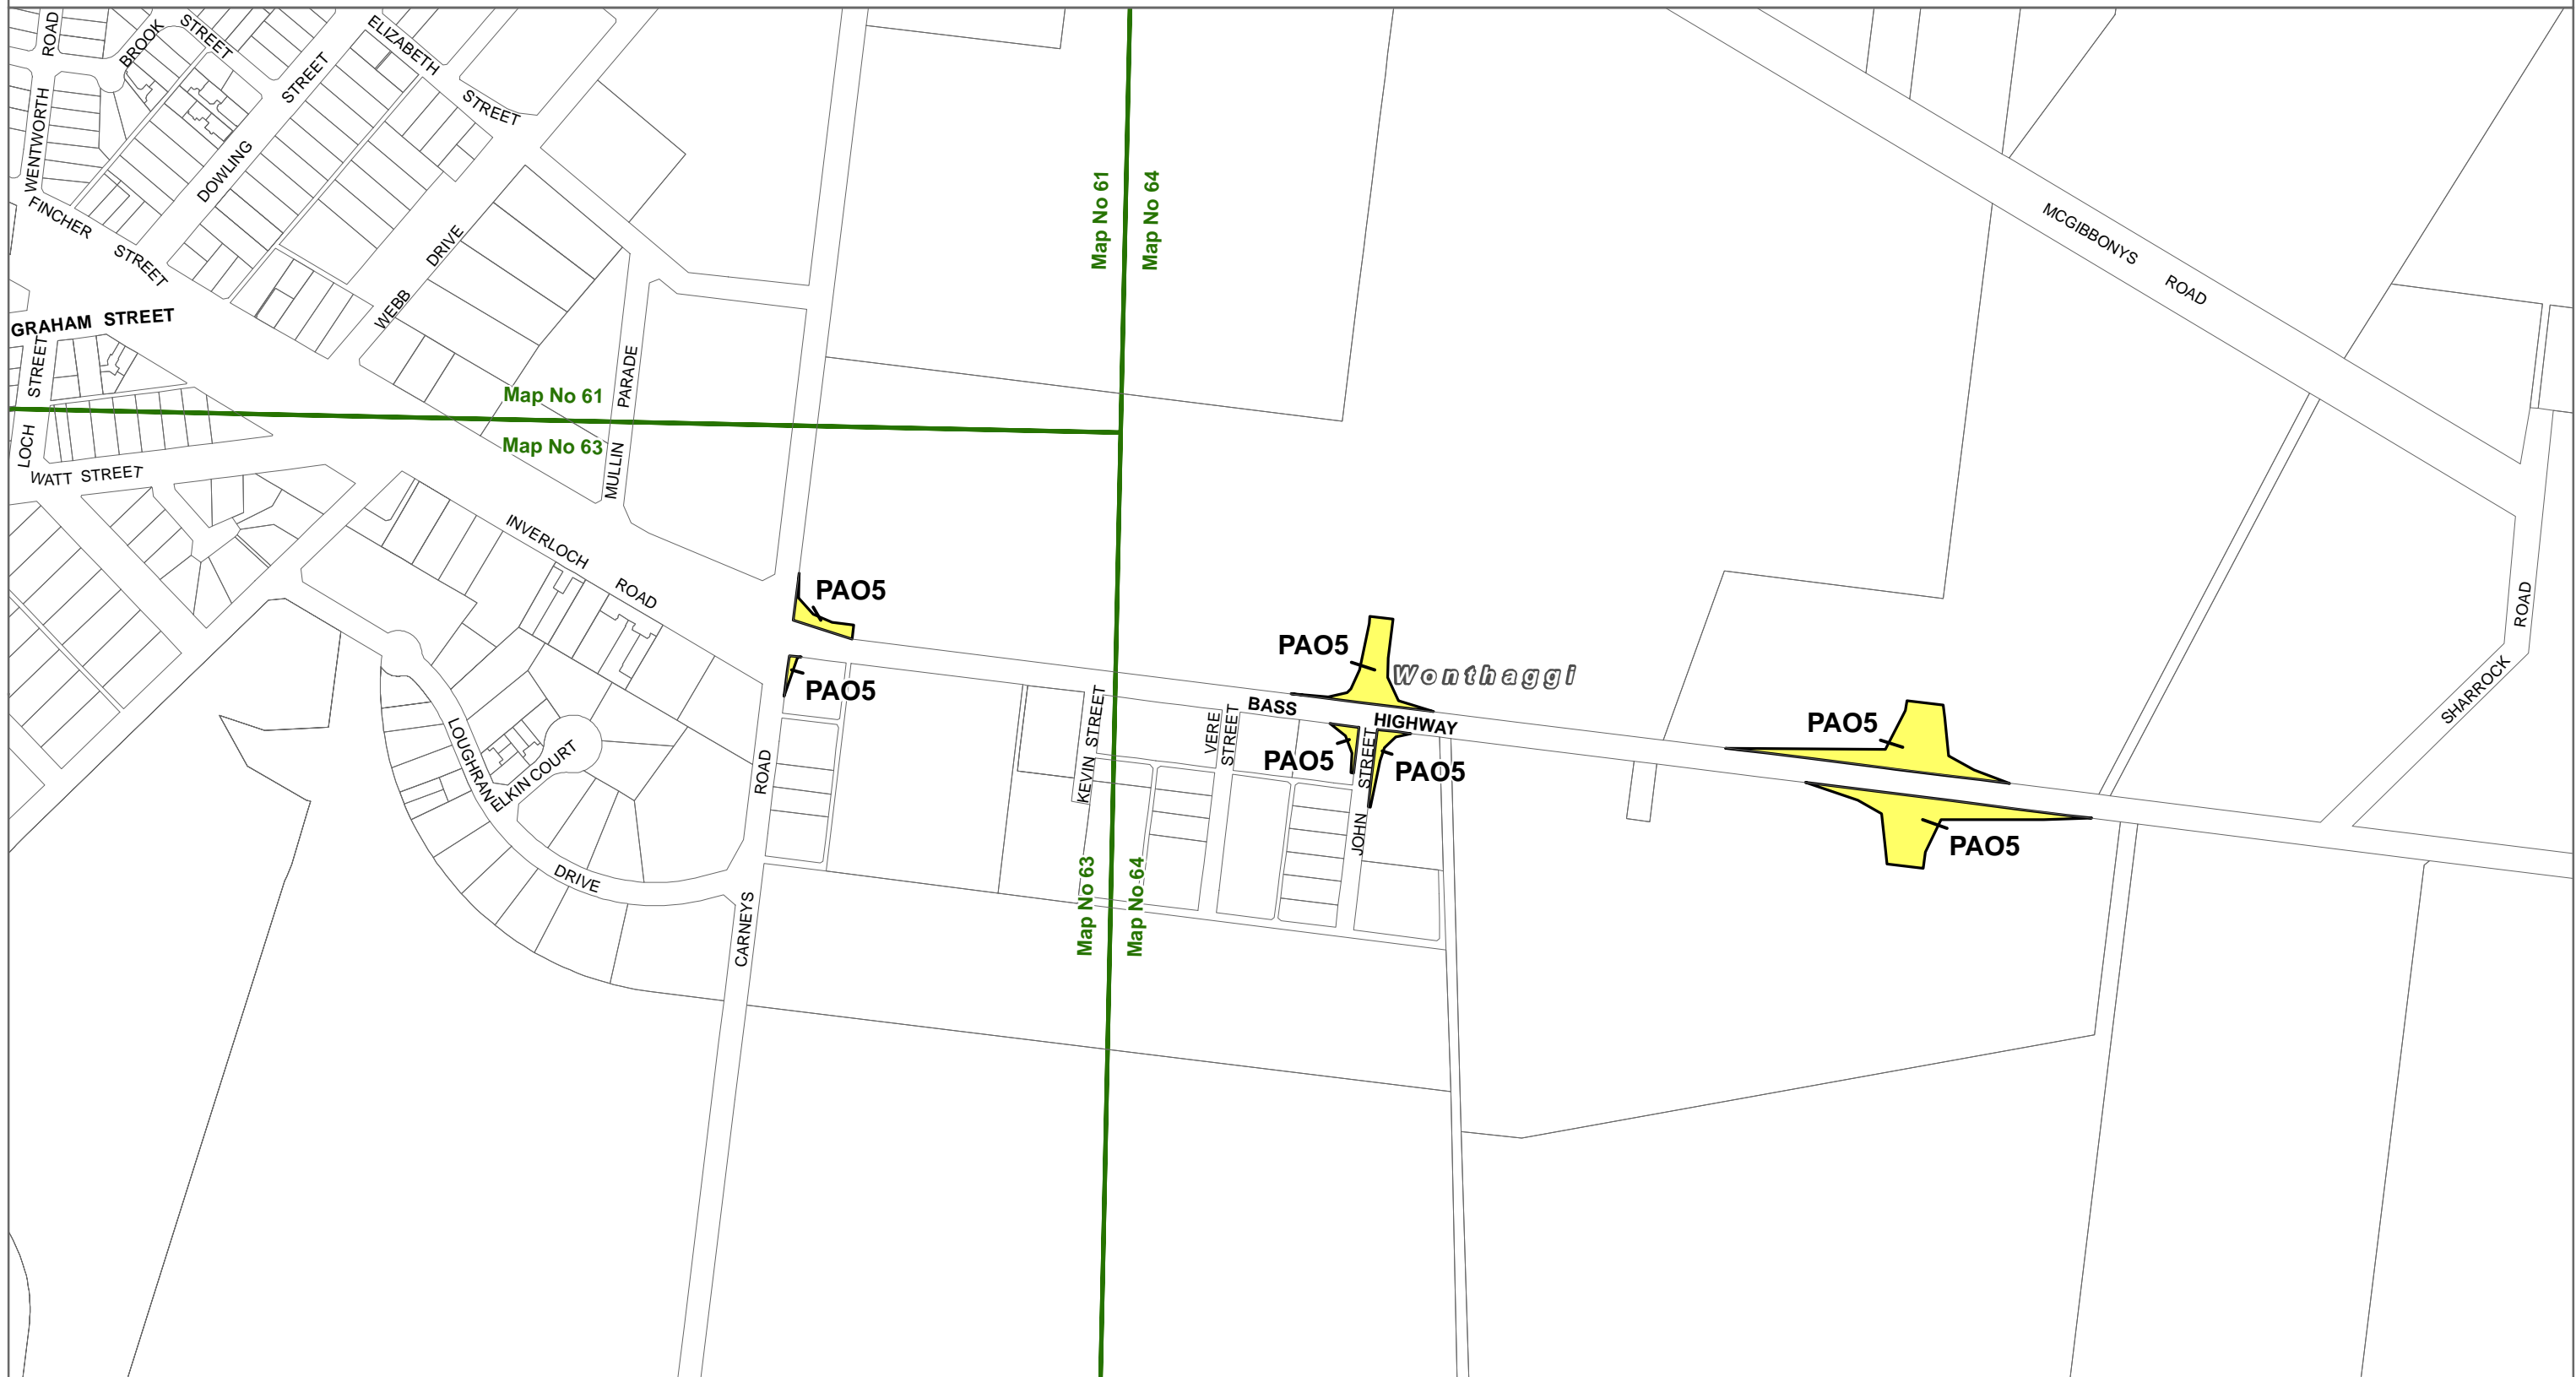 ROAD
BROOK
STREET
ELIZABETH
STREET
STREET
DOWLING
WENTWORTH
FINCHER
STREET
WEBB
DRIVE
GRAHAM STREET
STREET
LOCH
WATT STREET
PARADE
MULLIN
Map No 61
Map No 63
Map No 61
Map No 64
MCGIBBONYS
ROAD
INVERLOCH
ROAD
PAO5
PAO5
PAO5
Wonthaggi
BASS
HIGHWAY
PAO5
PAO5
PAO5
PAO5
ROAD
SHARROCK
KEVIN STREET
VERE
STREET
STREET
JOHN
LOUGHRAN
ELKIN COURT
DRIVE
ROAD
CARNEYS
Map No 63
Map No 64